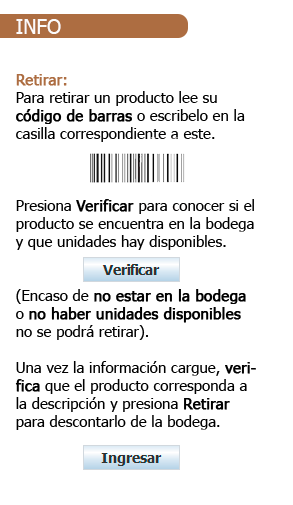 INFO
Retirar:
Para retirar un producto lee su
código de barras o escribelo en la
casilla correspondiente a este.
Presiona Verificar para conocer si el
producto se encuentra en la bodega
y que unidades hay disponibles.
Verificar
(Encaso de no estar en la bodega
o no haber unidades disponibles
no se podrá retirar).
Una vez la información cargue, veri-
fica que el producto corresponda a
la descripción y presiona Retirar
para descontarlo de la bodega.
Ingresar